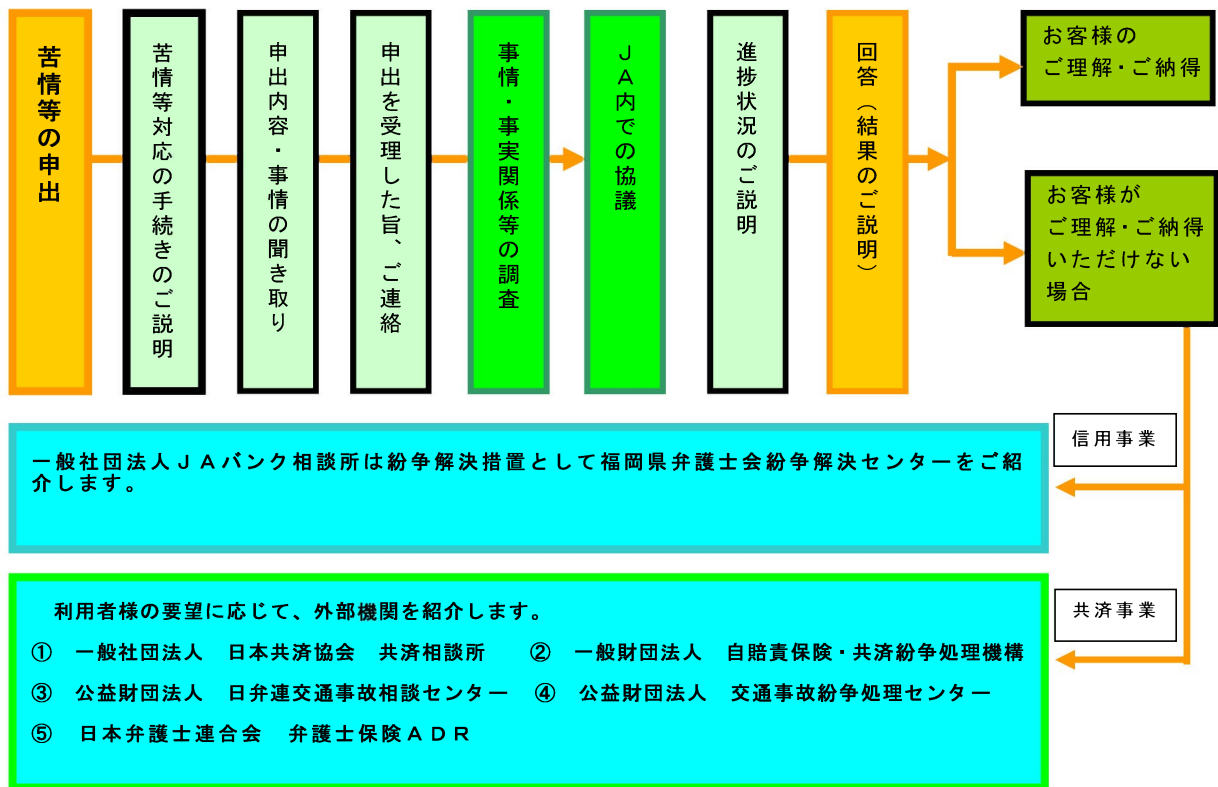 苦情等の申出
苦情等対応の手続きのご説明
申出内容・事情の聞き取り
申出を受理した旨、ご連絡
事情・事実関係等の調査
ＪＡ内での協議
進捗状況のご説明
回答（結果のご説明）
お客様の
ご理解・ご納得
お客様が
ご理解・ご納得
いただけない
場合
信用事業
一般社団法人ＪＡバンク相談所は紛争解決措置として福岡県弁護士会紛争解決センターをご紹
介します。
共済事業
利用者様の要望に応じて、外部機関を紹介します。
①　一般社団法人　日本共済協会　共済相談所　　②　一般財団法人　自賠責保険・共済紛争処理機構
③　公益財団法人　日弁連交通事故相談センター　④　公益財団法人　交通事故紛争処理センター
⑤　日本弁護士連合会　弁護士保険ＡＤＲ